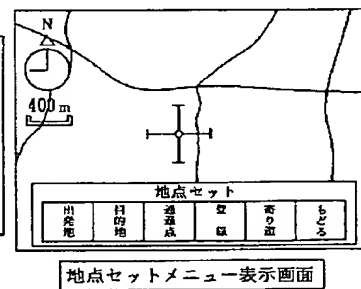 N
400m
地点セット
出発地
目的地
通過点
登録
寄り道
もどる
地点セットメニュー表示画面